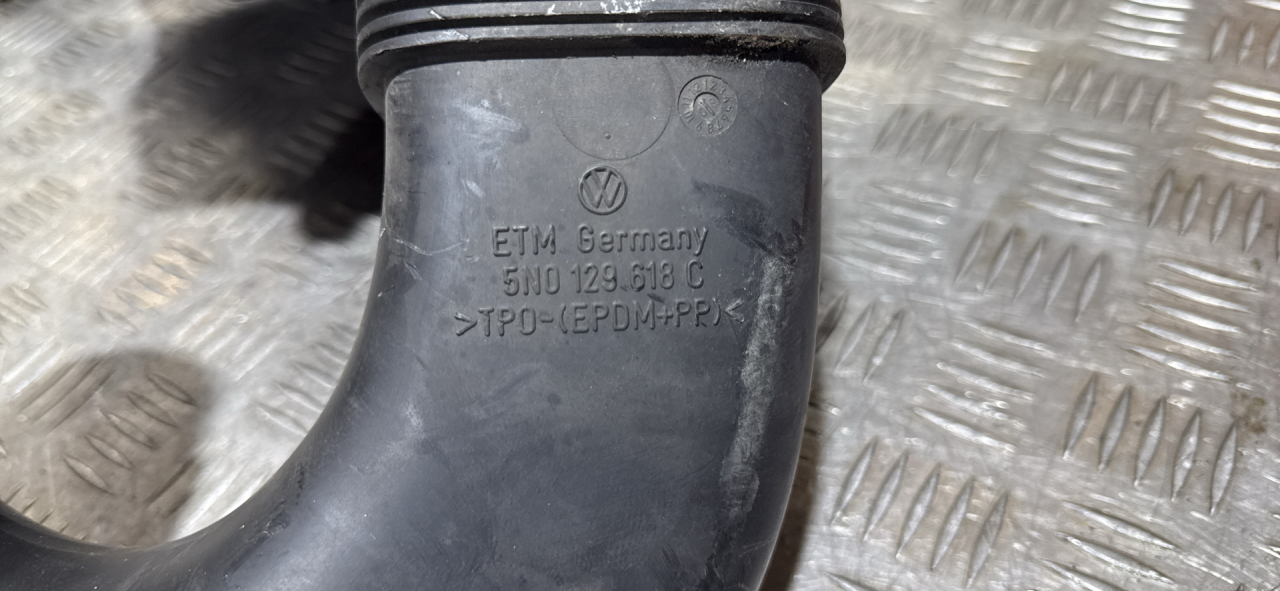 ETM Germany
5N0 129 618 C
>TPO-(EPDM+PP)<